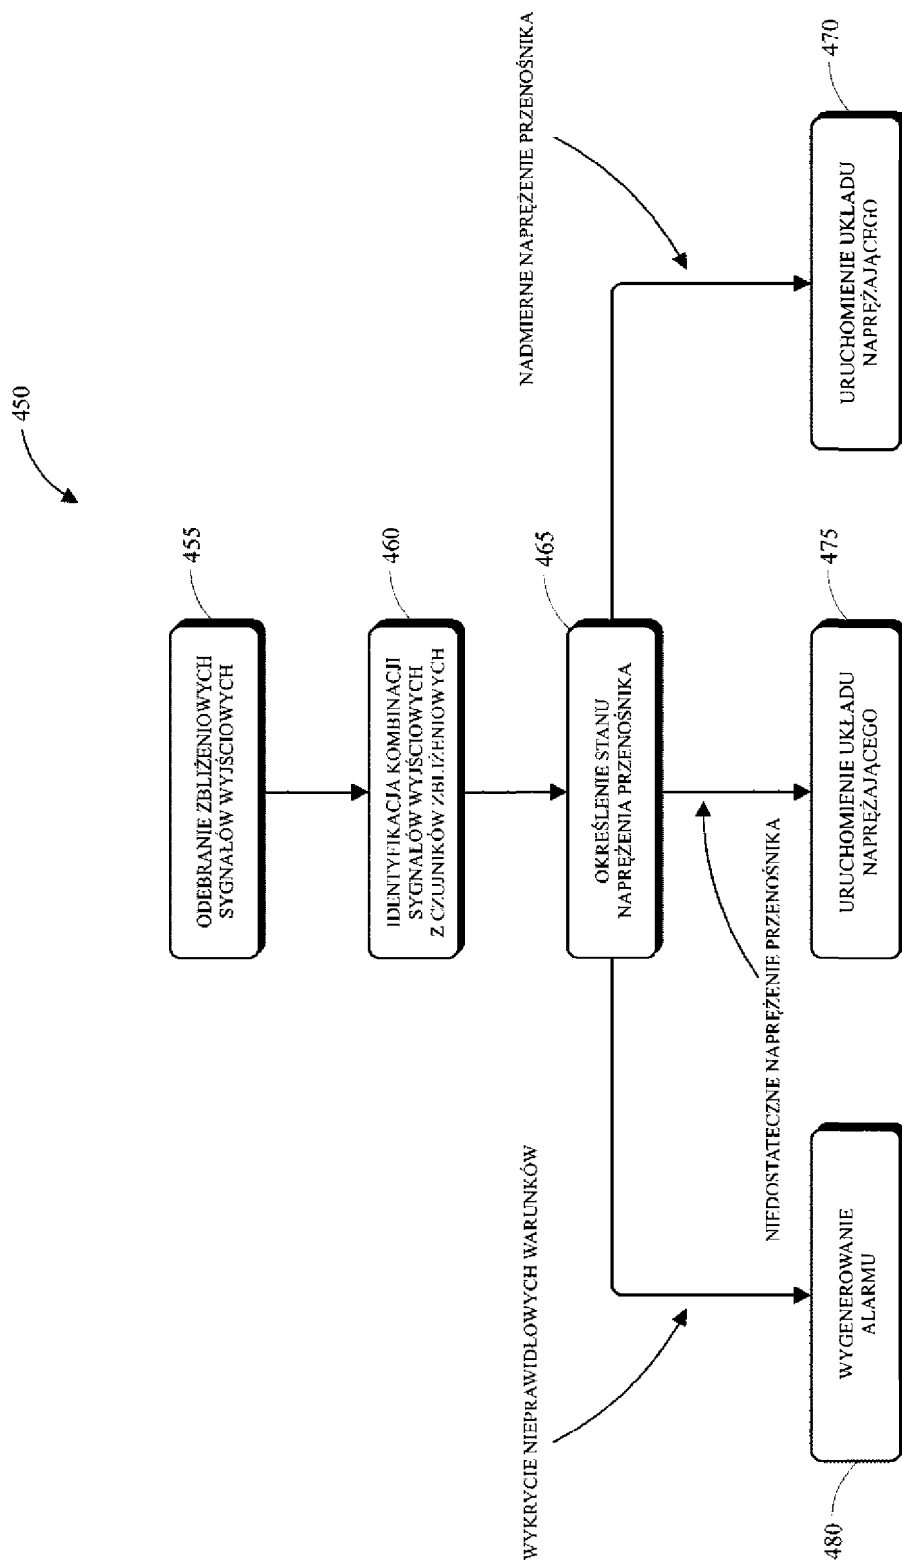 450
455
ODEBRANIE ZBLIŻENIOWYCH
SYGNAŁÓW WYJŚCIOWYCH
460
IDENTYFIKACJA KOMBINACJI
SYGNAŁÓW WYJŚCIOWYCH
Z CZUJNIKÓW ZBLIŻENIOWYCH
465
OKREŚLENIE STANU
NAPRĘŻENIA PRZENOŚNIKA
WYKRYCIE NIEPRAWIDŁOWYCH WARUNKÓW
NADMIERNE NAPRĘŻENIE PRZENOŚNIKA
NIEDOSTATECZNE NAPRĘŻENIE PRZENOŚNIKA
480
WYGENEROWANIE
ALARMU
475
URUCHOMIENIE UKŁADU
NAPRĘŻAJĄCEGO
470
URUCHOMIENIE UKŁADU
NAPRĘŻAJĄCEGO